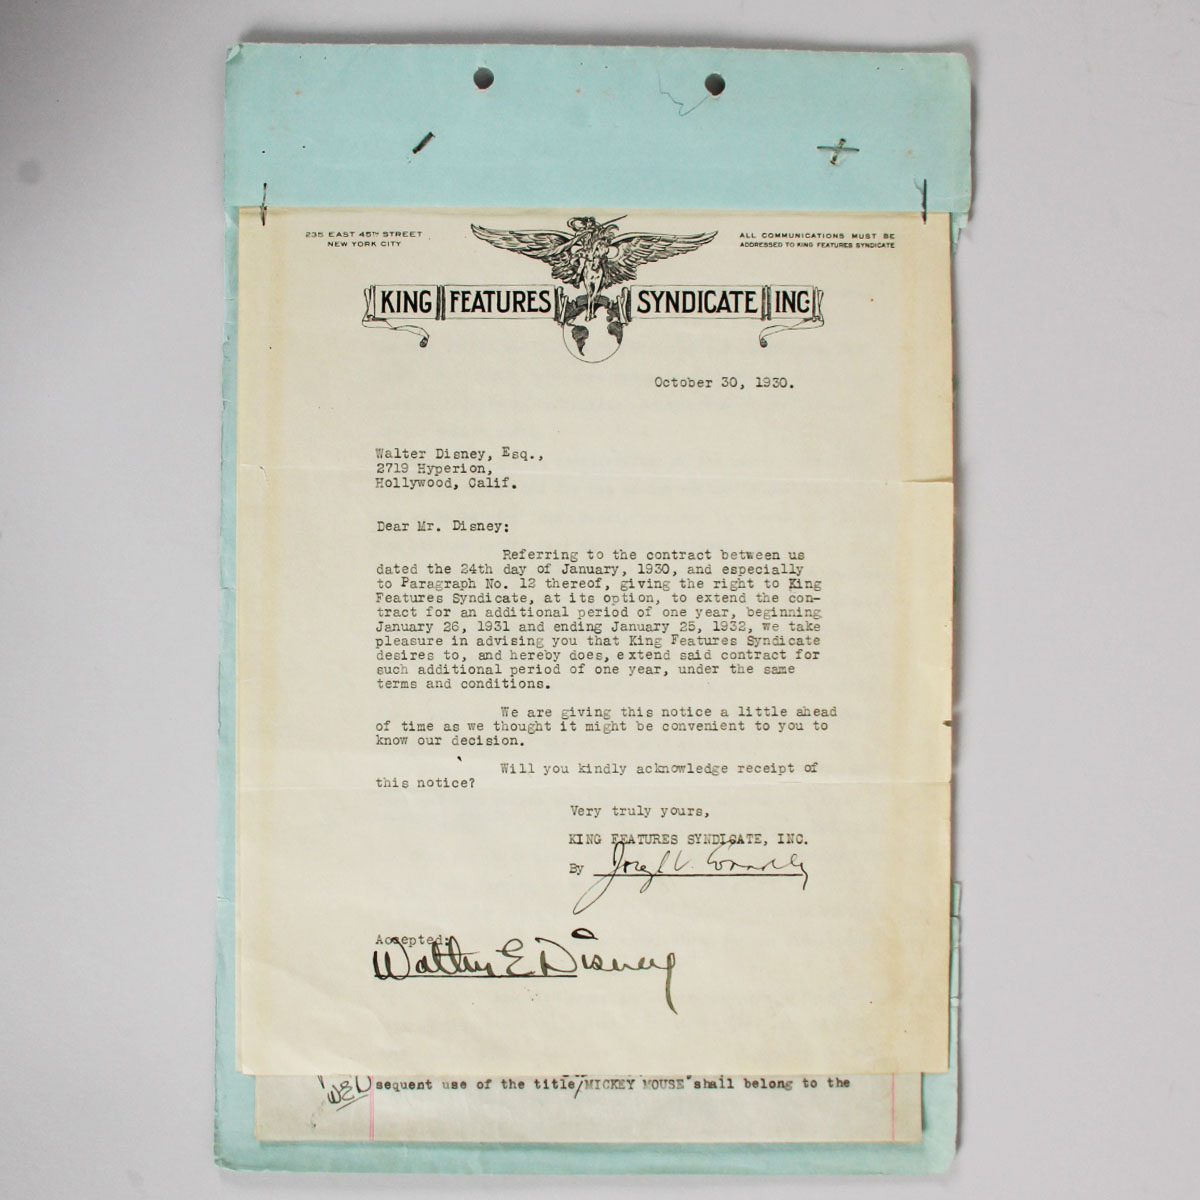 235 EAST 45TH STREET
NEW YORK CITY
ALL COMMUNICATIONS MUST BE
ADDRESSED TO KING FEATURES SYNDICATE
KING FEATURES SYNDICATE INC.
October 30, 1930.
Walter Disney, Esq.,
2719 Hyperion,
Hollywood, Calif.
Dear Mr. Disney:
Referring to the contract between us
dated the 24th day of January, 1930, and especially
to Paragraph No. 12 thereof, giving the right to King
Features Syndicate, at its option, to extend the con-
tract for an additional period of one year, beginning
January 26, 1931 and ending January 25, 1932, we take
pleasure in advising you that King Features Syndicate
desires to, and hereby does, extend said contract for
such additional period of one year, under the same
terms and conditions.
We are giving this notice a little ahead
of time as we thought it might be convenient to you to
know our decision.
Will you kindly acknowledge receipt of
this notice?
Very truly yours,
KING FEATURES SYNDICATE, INC.
By Joseph V. Connolly
Accepted:
Walter E Disney
WED sequent use of the title "MICKEY MOUSE" shall belong to the